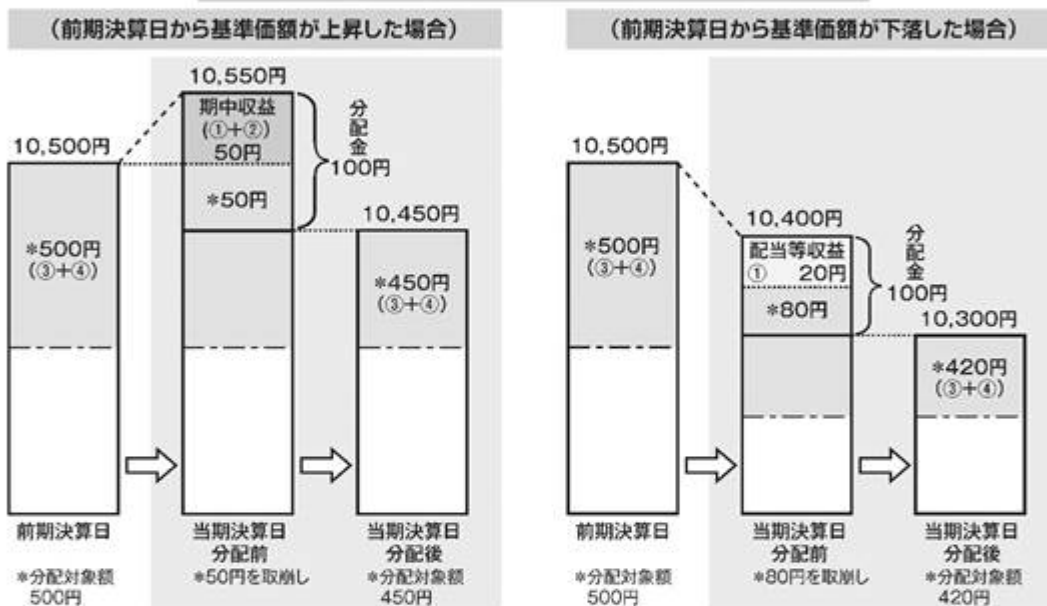 (前期決算日から基準価額が上昇した場合)
10,550円
期中収益
(①+②)
50円
*50円
分配金
100円
10,500円
*500円
(③+④)
10,450円
*450円
(③+④)
前期決算日
*分配対象額
500円
当期決算日
分配前
*50円を取崩し
当期決算日
分配後
*分配対象額
450円
(前期決算日から基準価額が下落した場合)
10,500円
*500円
(③+④)
10,400円
配当等収益
① 20円
*80円
分配金
100円
10,300円
*420円
(③+④)
前期決算日
*分配対象額
500円
当期決算日
分配前
*80円を取崩し
当期決算日
分配後
*分配対象額
420円